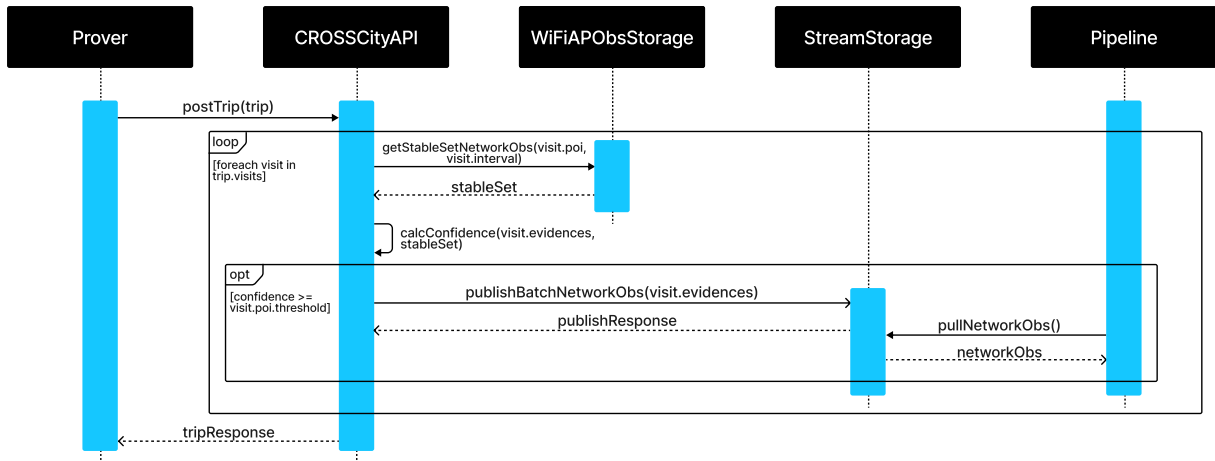 Prover
CROSSCityAPI
WiFiAPObsStorage
StreamStorage
Pipeline
postTrip(trip)
loop
[foreach visit in
trip.visits]
getStableSetNetworkObs(visit.poi,
visit.interval)
stableSet
calcConfidence(visit.evidences,
stableSet)
opt
[confidence >=
visit.poi.threshold]
publishBatchNetworkObs(visit.evidences)
publishResponse
pullNetworkObs()
networkObs
tripResponse